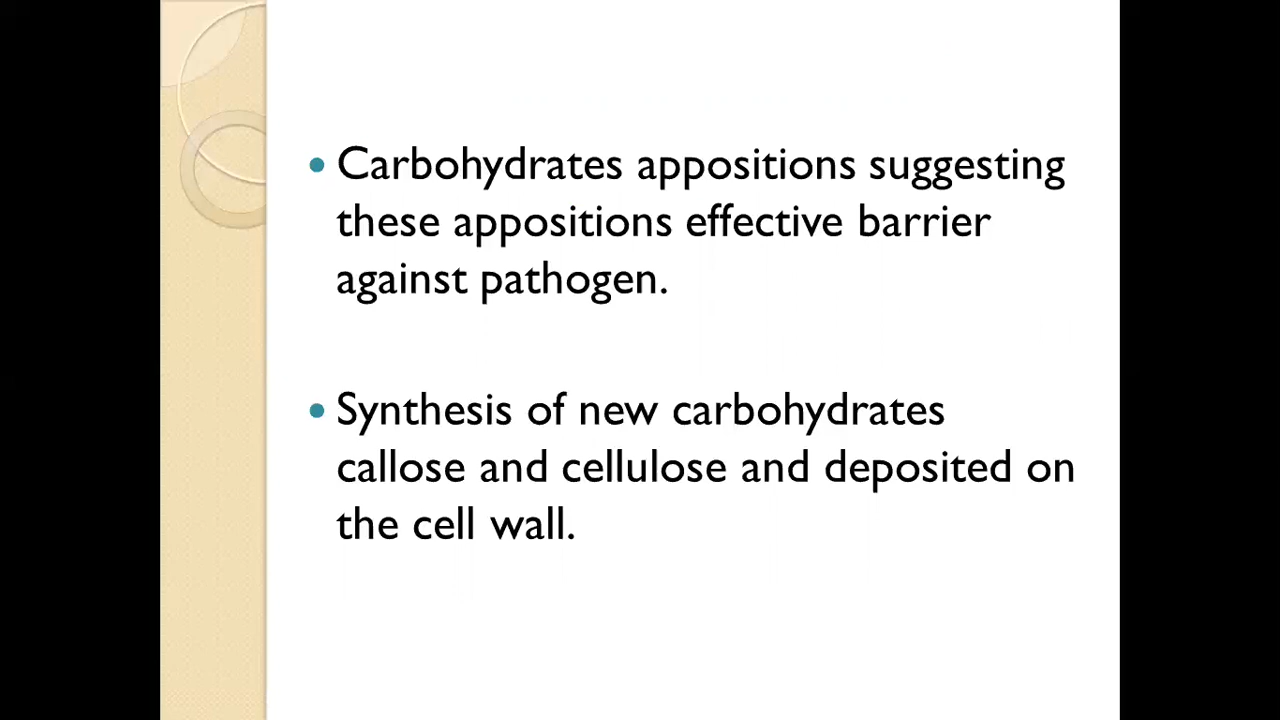 • Carbohydrates appositions suggesting
these appositions effective barrier
against pathogen.
• Synthesis of new carbohydrates
callose and cellulose and deposited on
the cell wall.